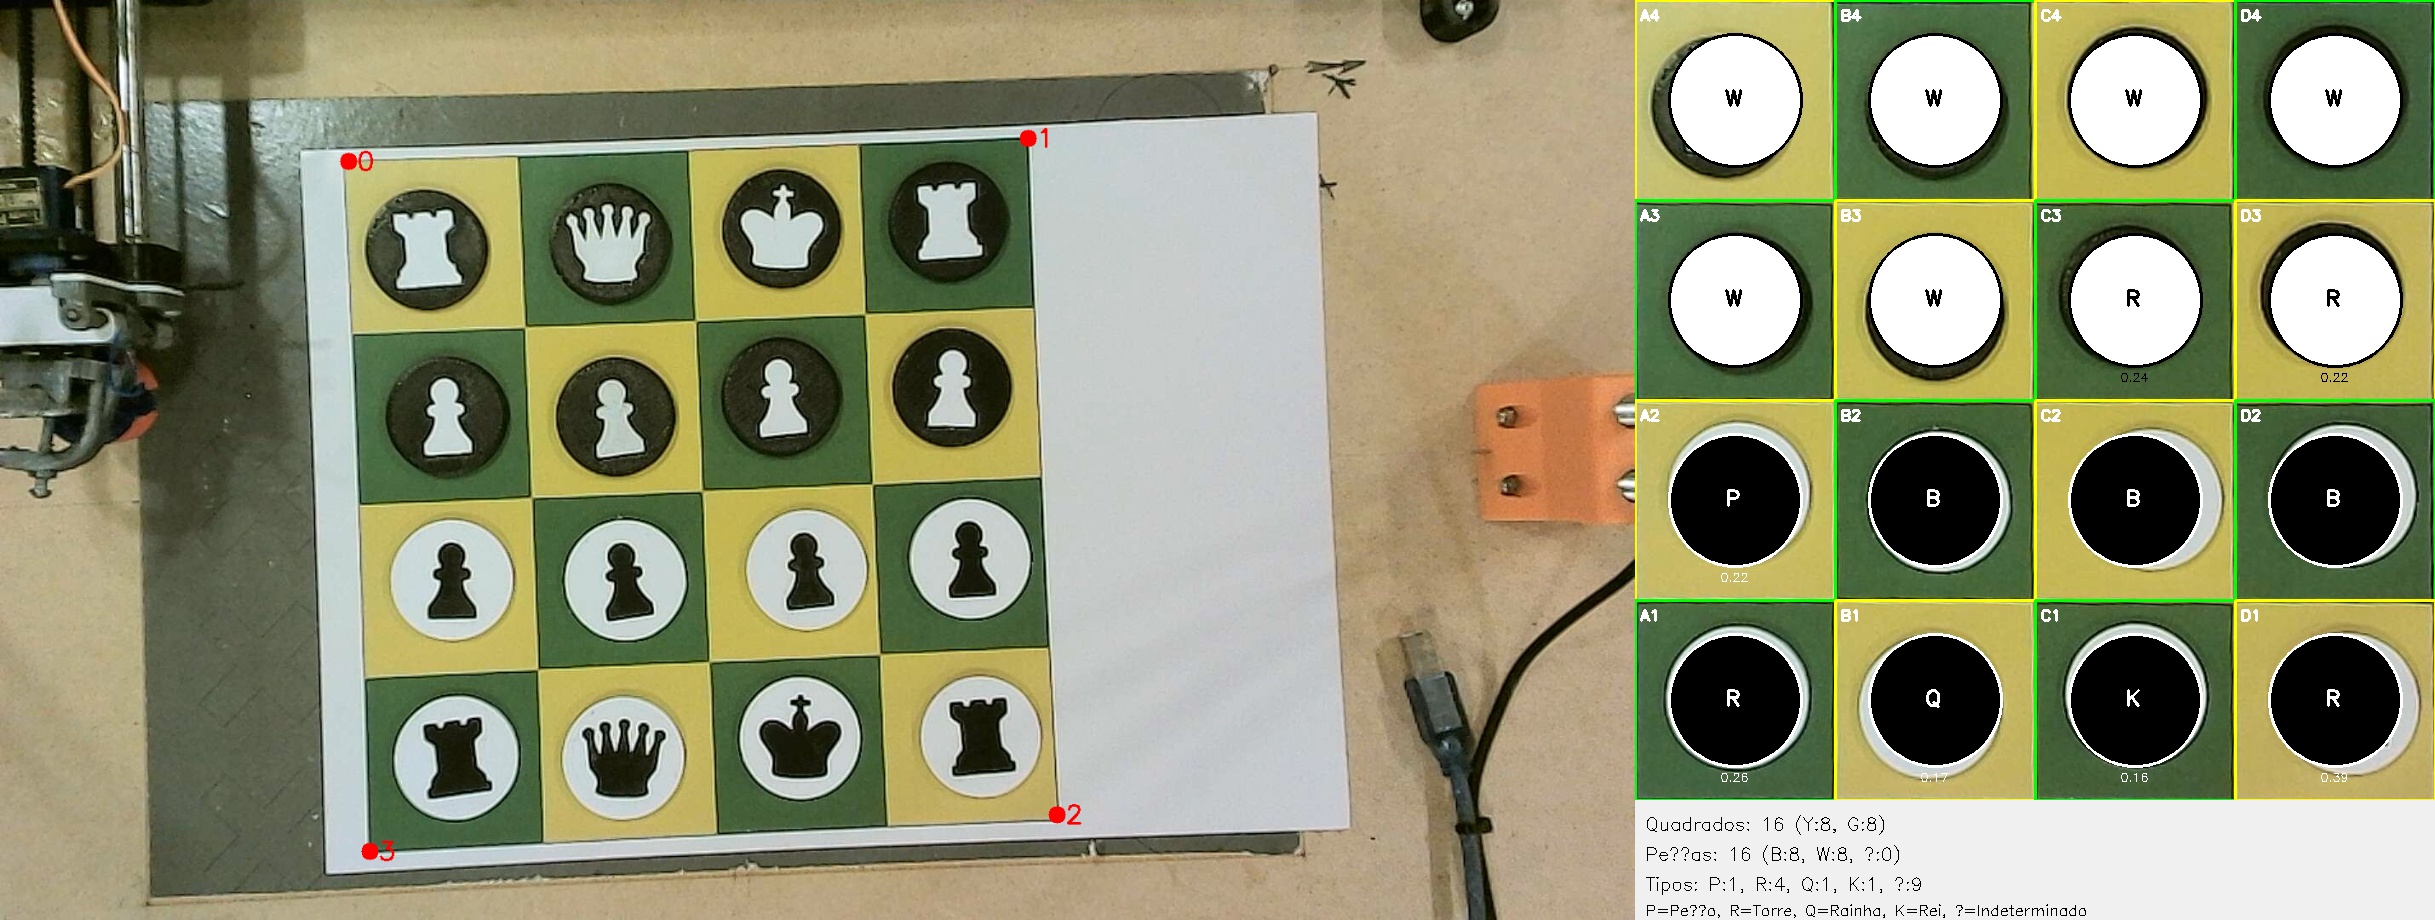 0
1
2
3
A4 B4 C4 D4
W W W W
A3 B3 C3 D3
W W R R
0.24 0.22
A2 B2 C2 D2
P B B B
0.22
A1 B1 C1 D1
R Q K R
0.26 0.17 0.16 0.39
Quadrados: 16 (Y:8, G:8)
Pe??as: 16 (B:8, W:8, ?:0)
Tipos: P:1, R:4, Q:1, K:1, ?:9
P=Pe??o, R=Torre, Q=Rainha, K=Rei, ?=Indeterminado